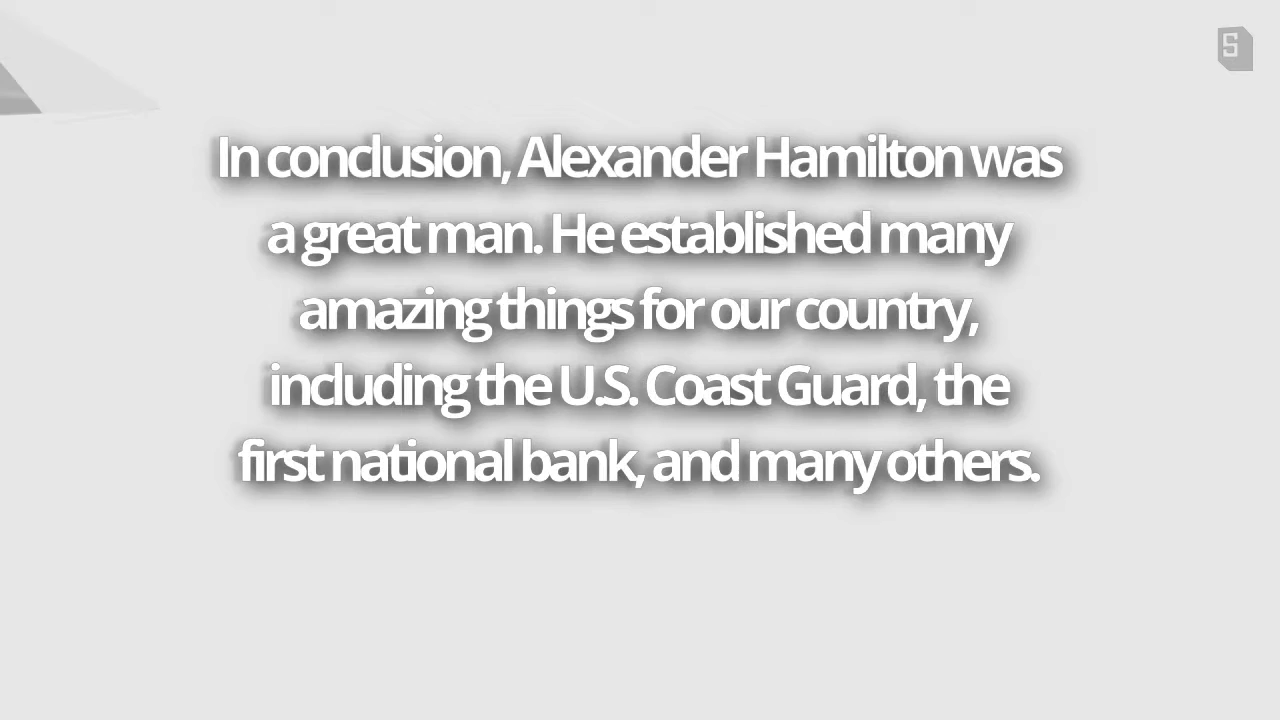 S
In conclusion, Alexander Hamilton was
a great man. He established many
amazing things for our country,
including the U.S. Coast Guard, the
first national bank, and many others.